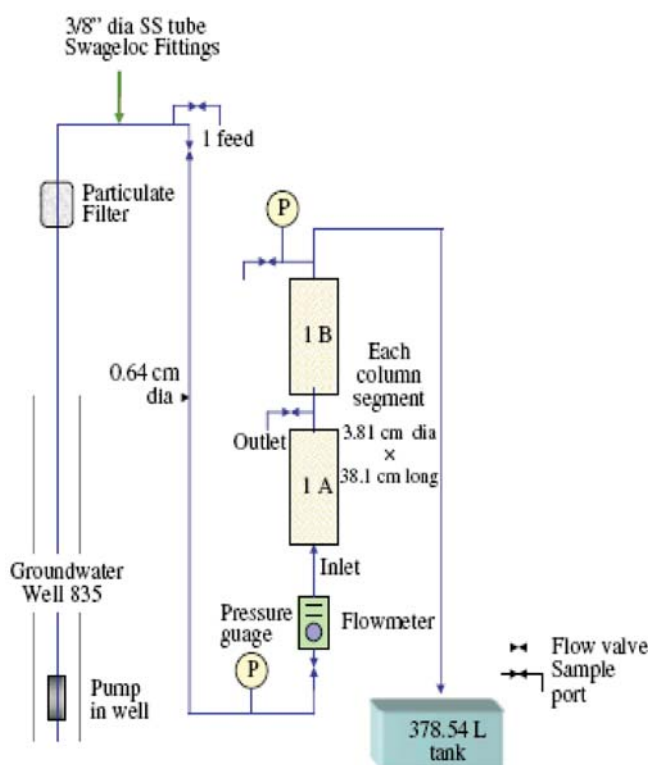 3/8” dia SS tube
Swageloc Fittings
1 feed
Particulate
Filter
P
1 B
Each
column
segment
0.64 cm
dia
Outlet
3.81 cm dia
×
38.1 cm long
1 A
Inlet
Groundwater
Well 835
Pressure
guage
Flowmeter
P
Flow valve
Sample
port
Pump
in well
378.54 L
tank